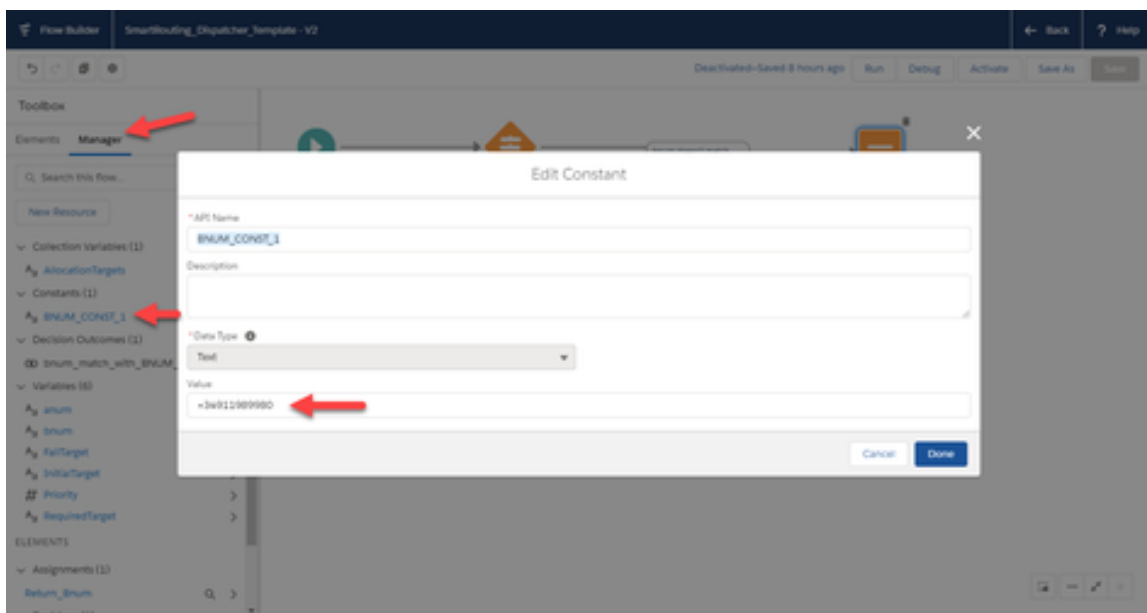 Flow Builder
SmartRouting_Dispatcher_Template - V2
Back
? Help
Deactivated—Saved 8 hours ago
Run
Debug
Activate
Save As
Save
Toolbox
Elements
Manager
Search this flow...
New Resource
Edit Constant
*API Name
BNUM_CONST_1
Description
*Data Type
Text
Value
Cancel
Done
Collection Variables (1)
AllocationTargets
Constants (1)
BNUM_CONST_1
Decision Outcomes (1)
bnum_match_with_BNUM_
Variables (6)
anum
bnum
FailTarget
InitialTarget
Priority
RequiredTarget
ELEMENTS
Assignments (1)
Return_Bnum